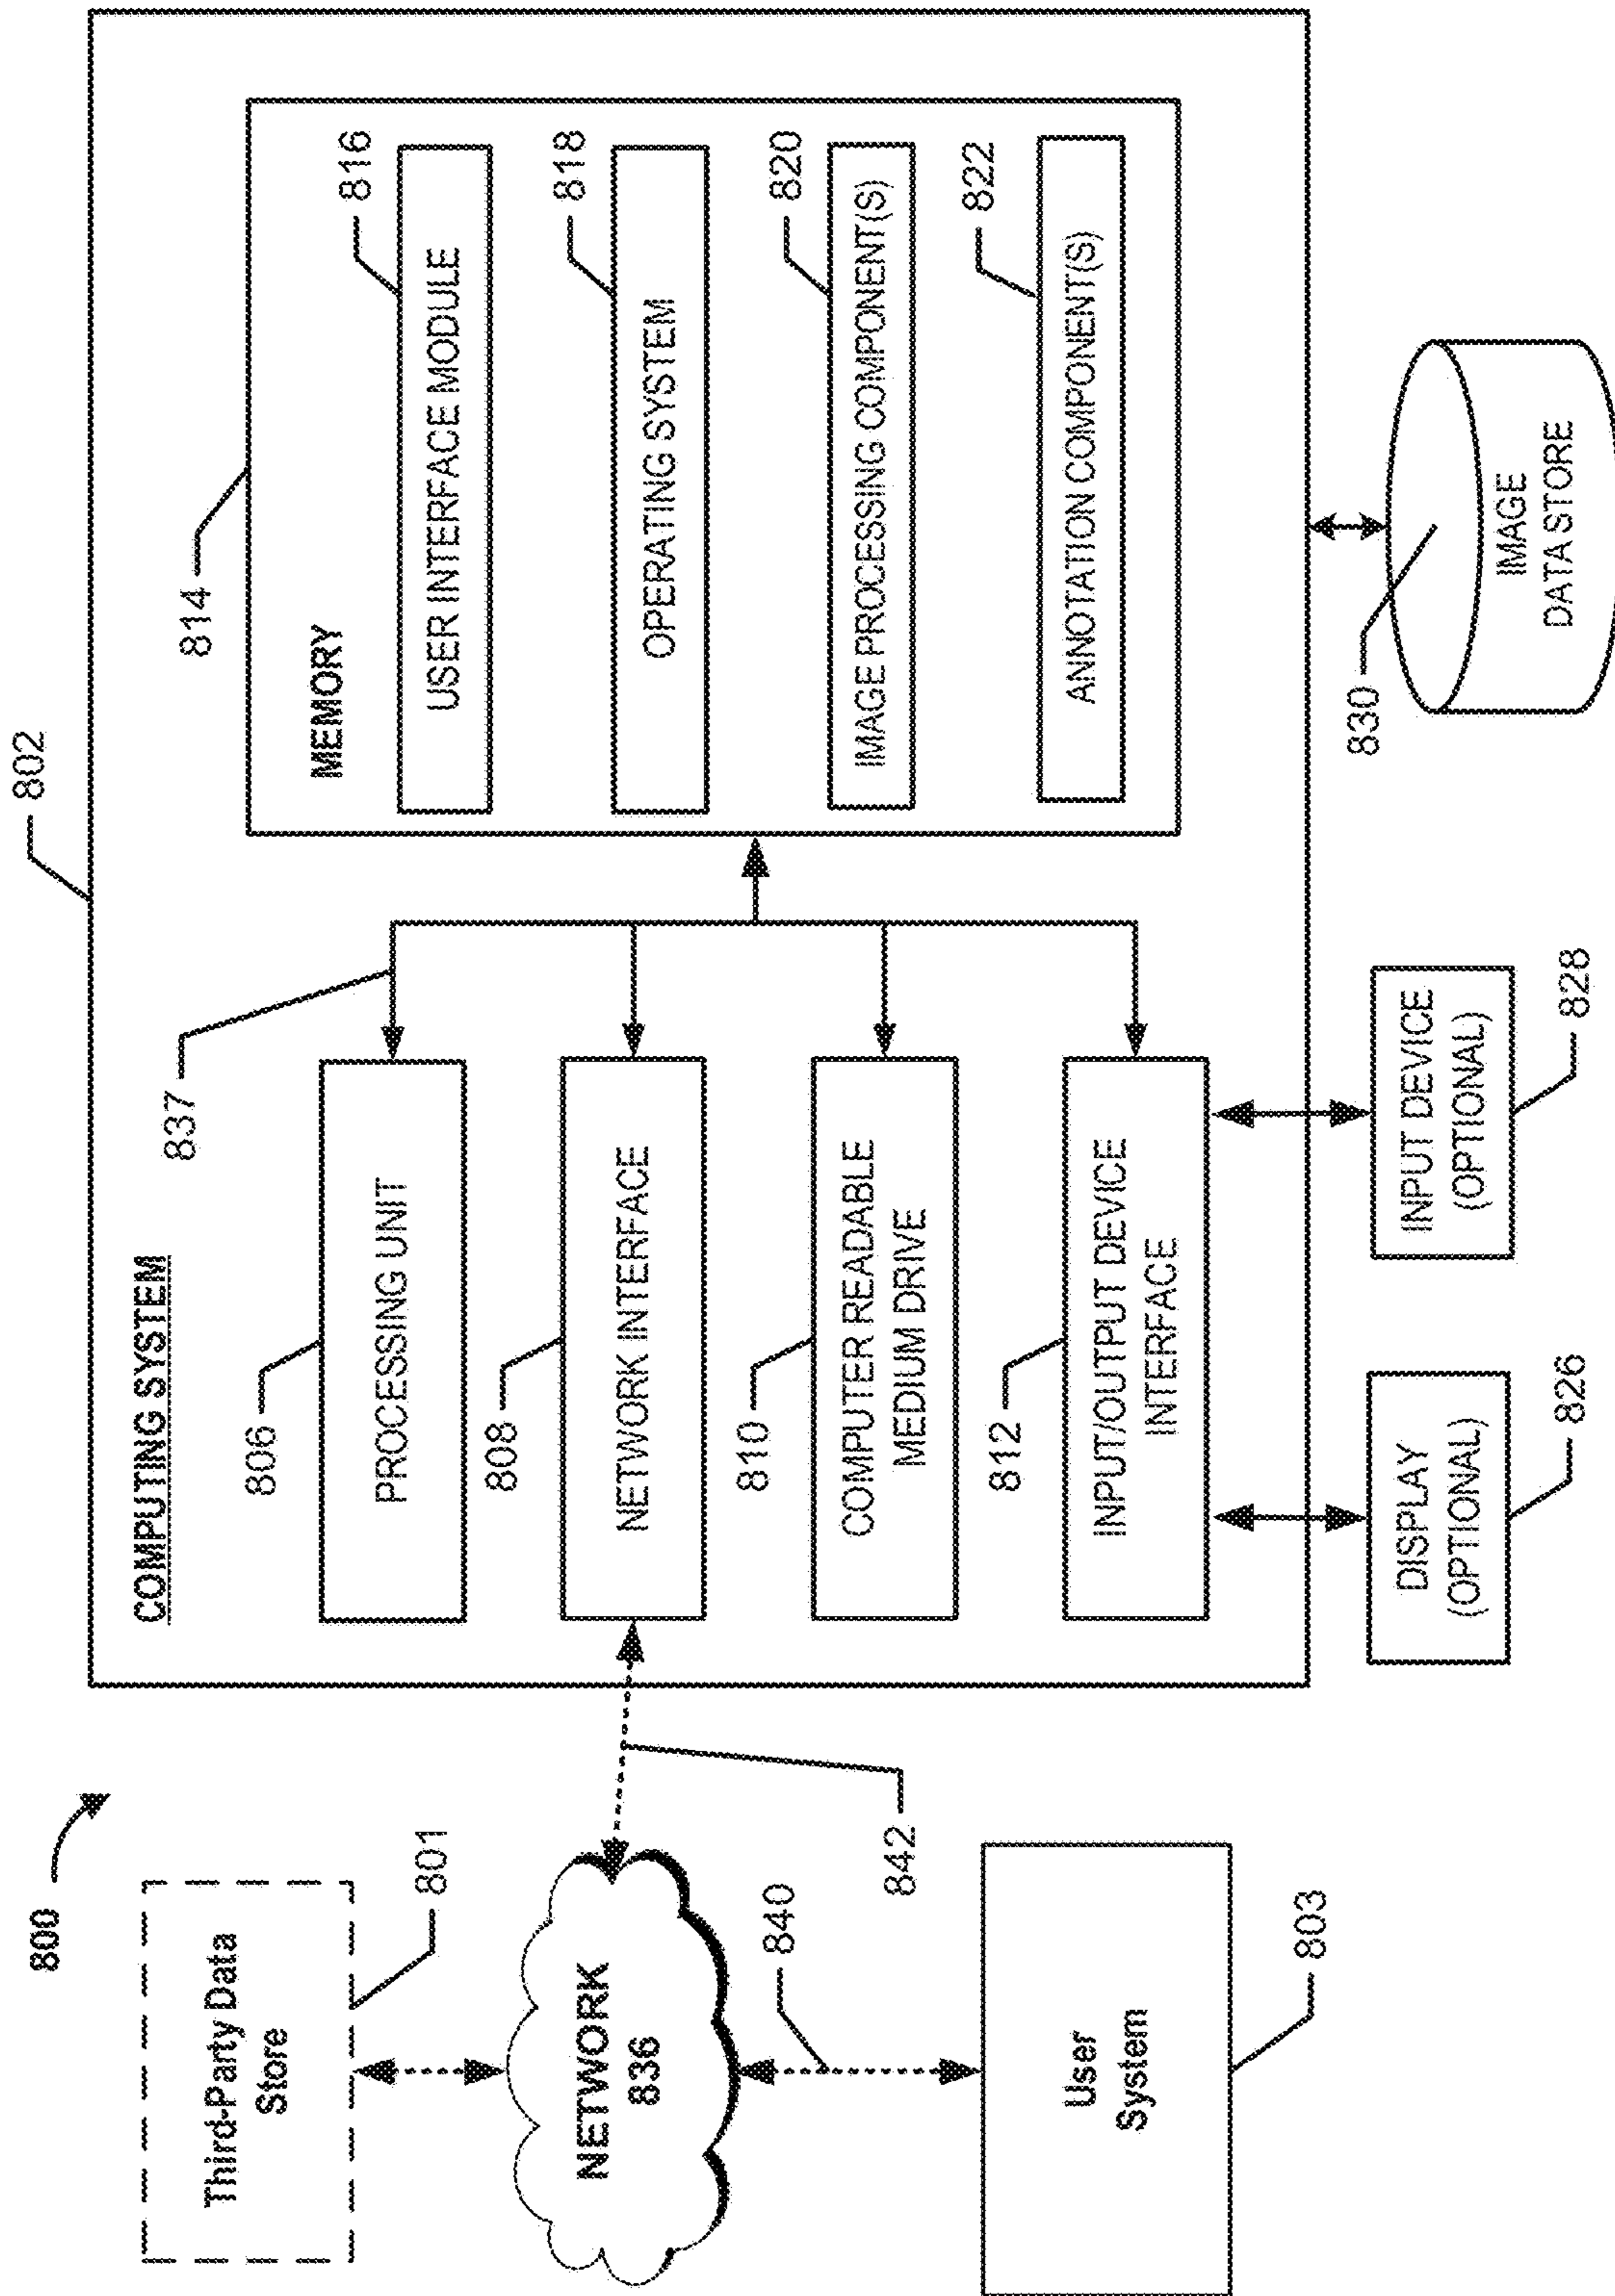 800
802
COMPUTING SYSTEM
Third-Party Data
Store
801
NETWORK
836
840
842
User
System
803
837
806
PROCESSING UNIT
808
NETWORK INTERFACE
810
COMPUTER READABLE
MEDIUM DRIVE
812
INPUT/OUTPUT DEVICE
INTERFACE
814
MEMORY
816
USER INTERFACE MODULE
818
OPERATING SYSTEM
820
IMAGE PROCESSING COMPONENT(S)
822
ANNOTATION COMPONENT(S)
DISPLAY
(OPTIONAL)
826
INPUT DEVICE
(OPTIONAL)
828
830
IMAGE
DATA STORE